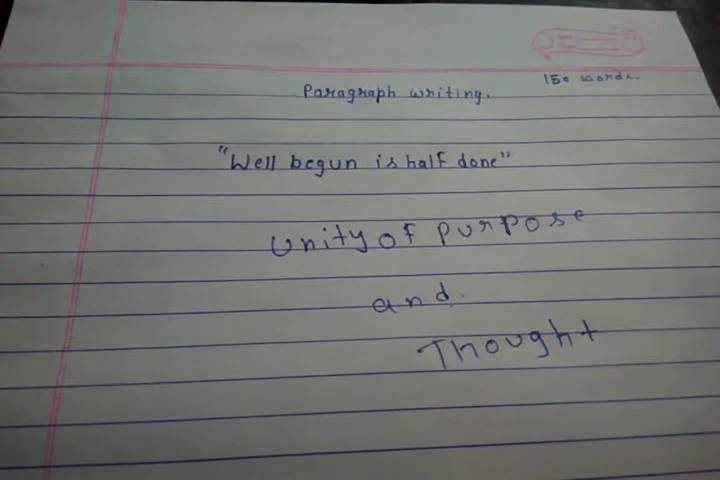 150 words.
Paragraph writing.
"Well begun is half done"
Unity of Purpose
and.
Thought